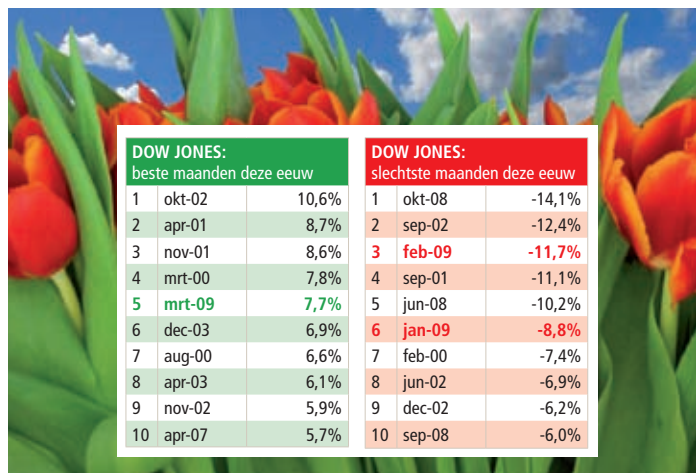 DOW JONES:
beste maanden deze eeuw
1 okt-02 10,6%
2 apr-01 8,7%
3 nov-01 8,6%
4 mrt-00 7,8%
5 mrt-09 7,7%
6 dec-03 6,9%
7 aug-00 6,6%
8 apr-03 6,1%
9 nov-02 5,9%
10 apr-07 5,7%
DOW JONES:
slechtste maanden deze eeuw
1 okt-08 -14,1%
2 sep-02 -12,4%
3 feb-09 -11,7%
4 sep-01 -11,1%
5 jun-08 -10,2%
6 jan-09 -8,8%
7 feb-00 -7,4%
8 jun-02 -6,9%
9 dec-02 -6,2%
10 sep-08 -6,0%